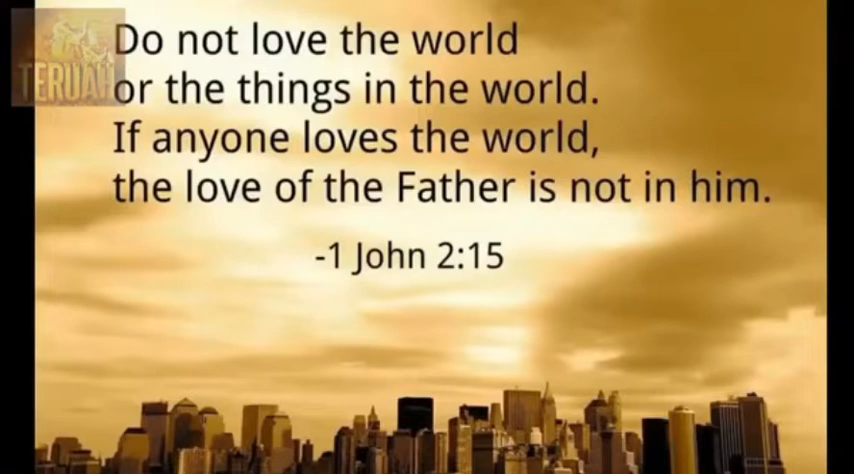 TERUAH
Do not love the world
or the things in the world.
If anyone loves the world,
the love of the Father is not in him.
-1 John 2:15